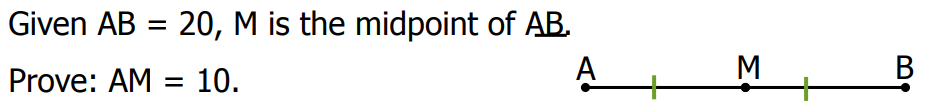 Given AB = 20, M is the midpoint of AB.
Prove: AM = 10.
A M B